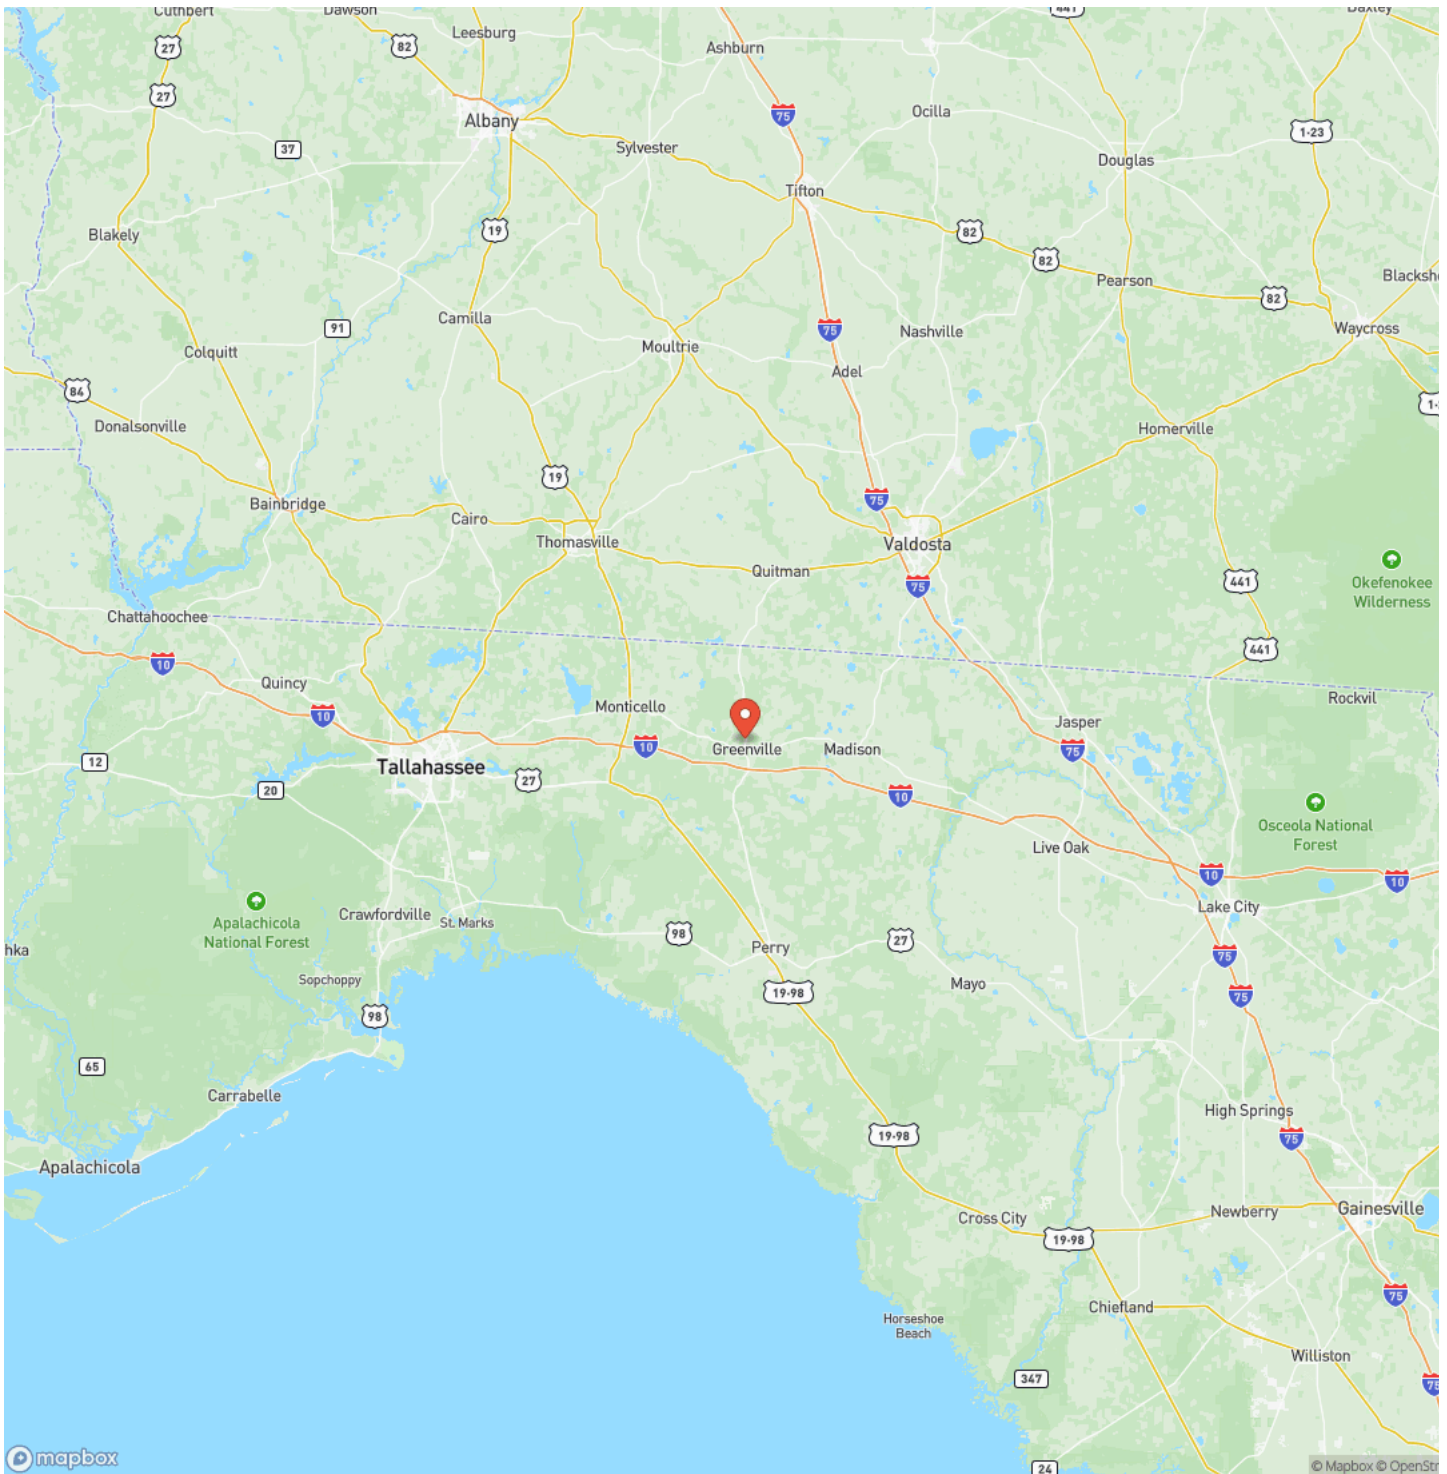 Cuthbert
Dawson
Leesburg
441
Baxley
27
82
Ashburn
27
75
Ocilla
Albany
1-23
37
Sylvester
Douglas
Tifton
Blakely
19
82
82
Pearson
Blacksh
82
Camilla
91
75
Nashville
Waycross
Colquitt
Moultrie
Adel
84
1-
Donalsonville
Homerville
19
75
Bainbridge
Cairo
Thomasville
Valdosta
Quitman
75
441
Okefenokee
Wilderness
Chattahoochee
10
441
Quincy
Monticello
Rockvil
10
Jasper
10
Greenville
Madison
75
12
Tallahassee
27
20
10
Osceola National
Forest
Live Oak
10
10
Apalachicola
National Forest
Crawfordville
St. Marks
Lake City
98
27
hka
Perry
75
Sopchoppy
Mayo
19-98
75
98
65
Carrabelle
High Springs
19-98
75
Apalachicola
Cross City
Newberry
Gainesville
19-98
75
Chiefland
Horseshoe
Beach
Williston
347
75
mapbox
24
© Mapbox © OpenStr